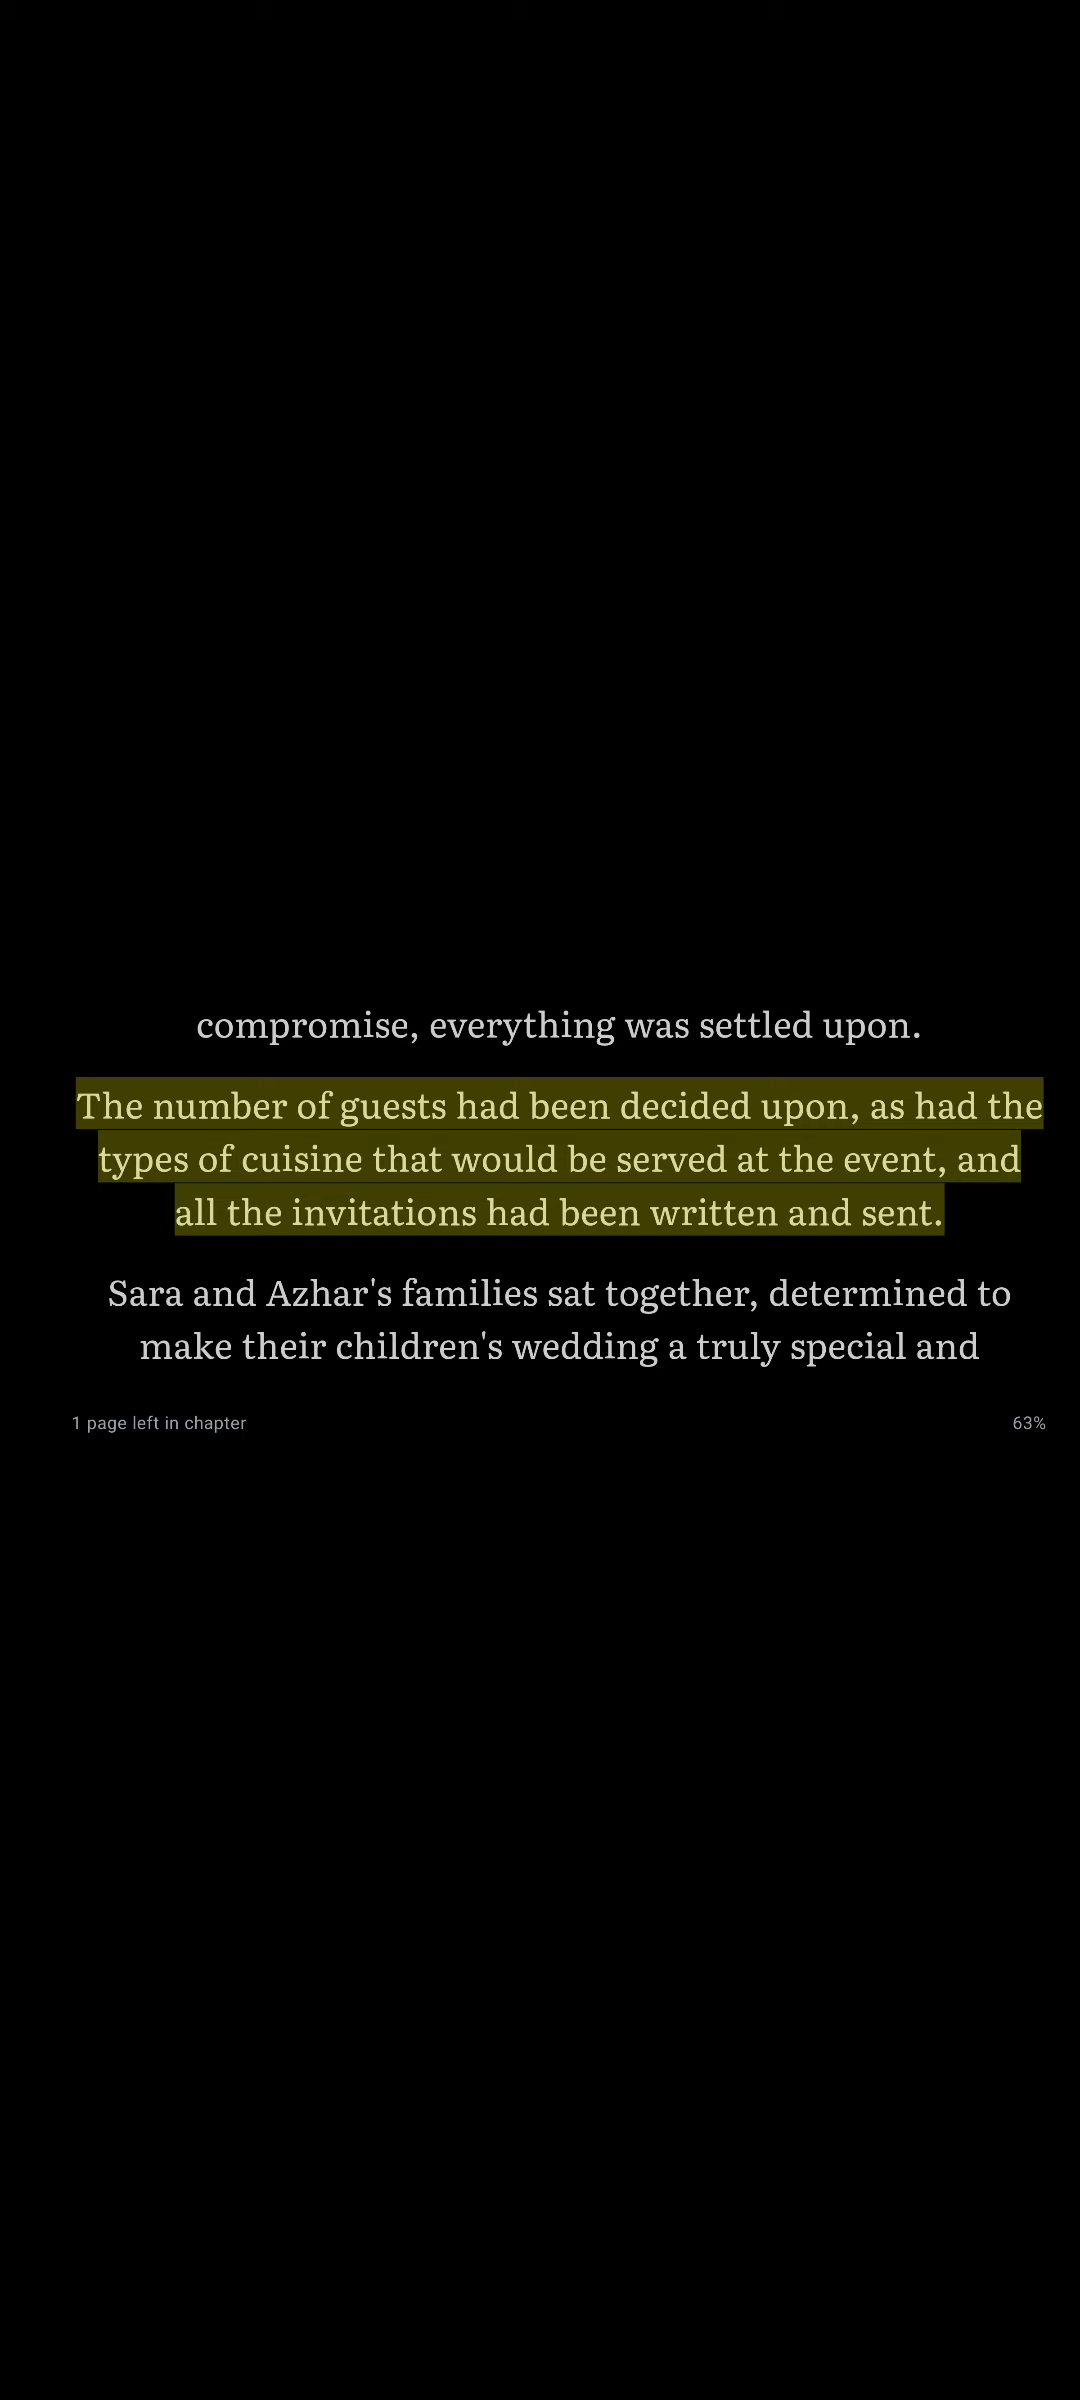 compromise, everything was settled upon.
The number of guests had been decided upon, as had the
types of cuisine that would be served at the event, and
all the invitations had been written and sent.
Sara and Azhar's families sat together, determined to
make their children's wedding a truly special and
1 page left in chapter
63%